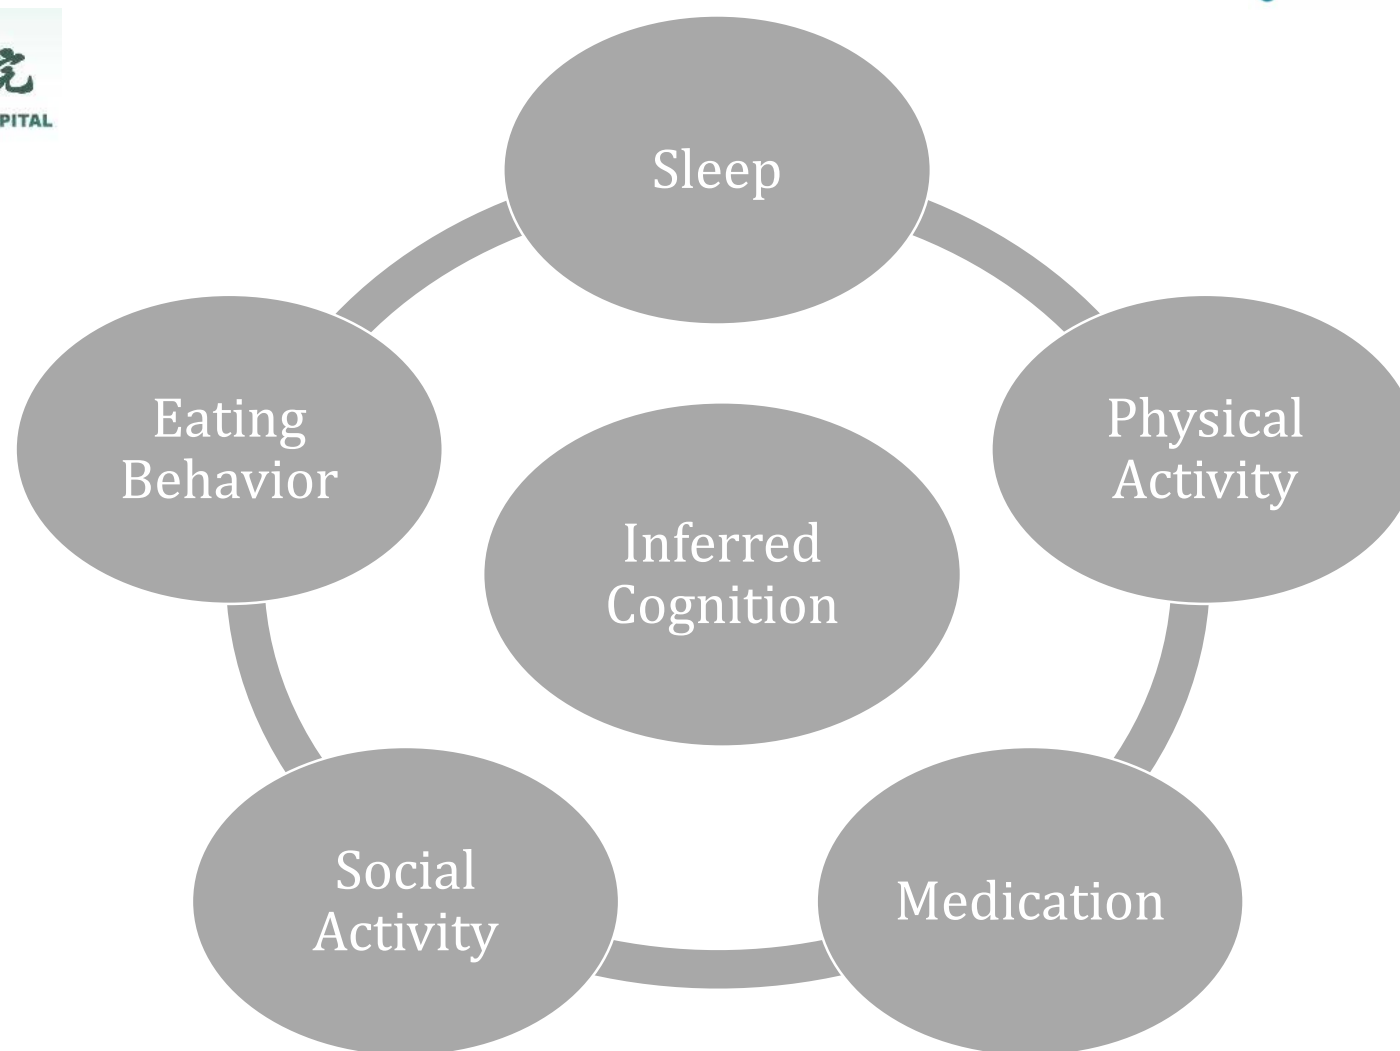 PITAL
Sleep
Eating
Behavior
Physical
Activity
Inferred
Cognition
Social
Activity
Medication